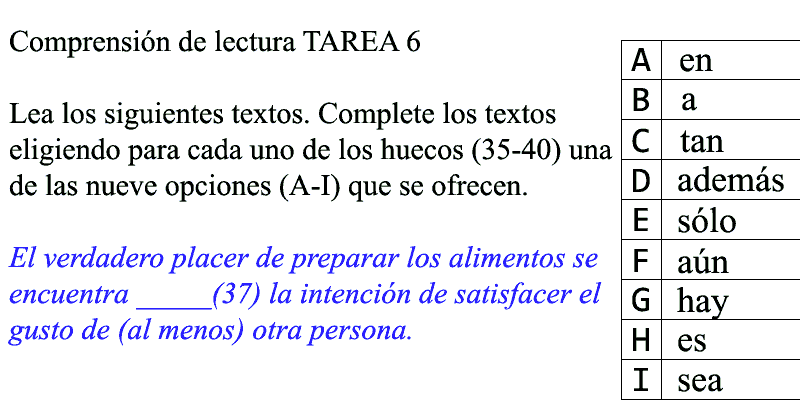 Comprensión de lectura TAREA 6
Lea los siguientes textos. Complete los textos
eligiendo para cada uno de los huecos (35-40) una
de las nueve opciones (A-I) que se ofrecen.
El verdadero placer de preparar los alimentos se
encuentra _____(37) la intención de satisfacer el
gusto de (al menos) otra persona.
A en
B a
C tan
D además
E sólo
F aún
G hay
H es
I sea